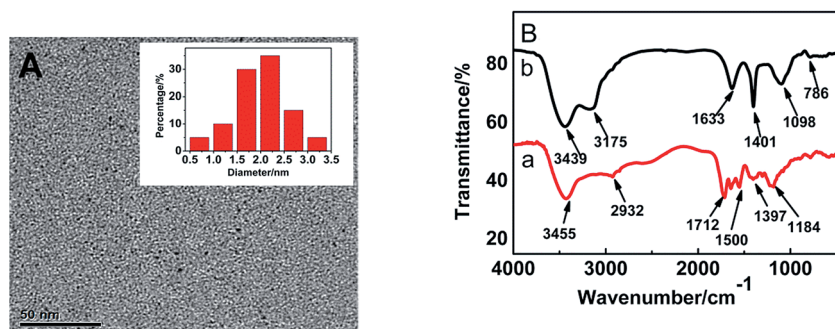 A
Percentage/%
30
20
10
0
0.5 1.0 1.5 2.0 2.5 3.0 3.5
Diameter/nm
50 nm
B
b
a
Transmittance/%
80
60
40
20
3439
3175
1633
1401
1098
786
3455
2932
1712
1500
1397
1184
4000 3000 2000 1000
Wavenumber/cm-1